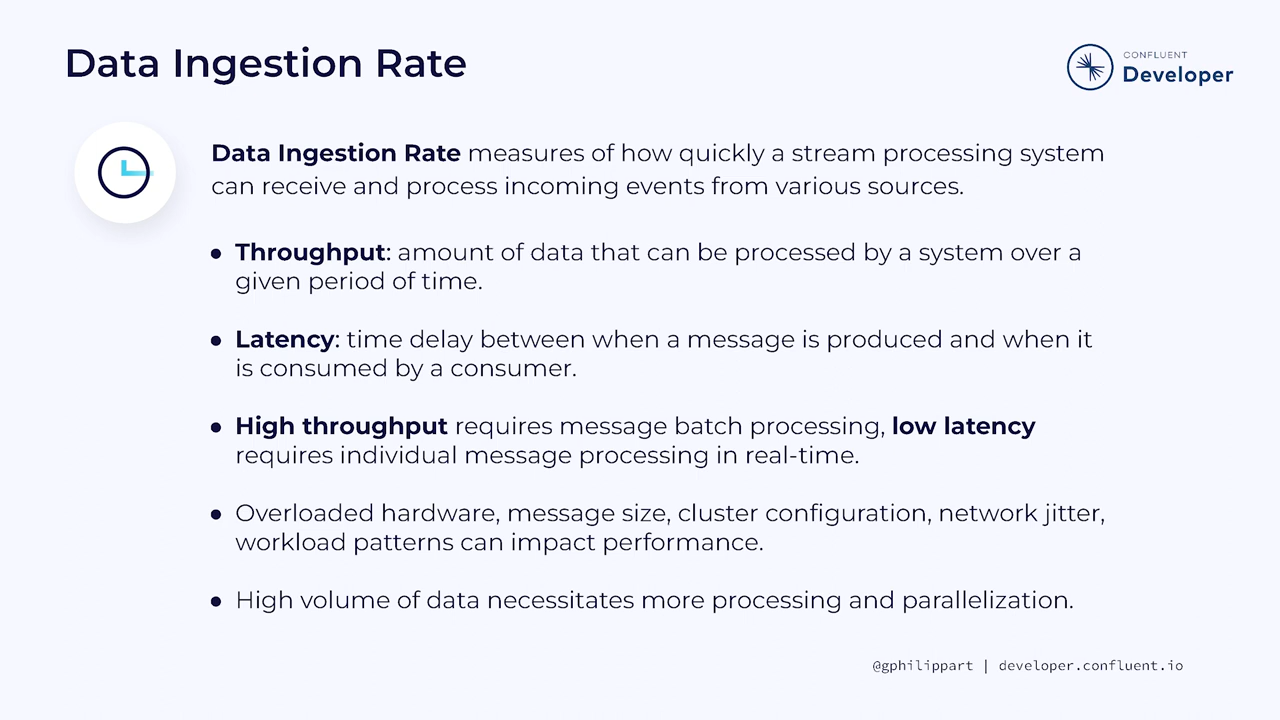 Data Ingestion Rate
CONFLUENT
Developer
Data Ingestion Rate measures of how quickly a stream processing system
can receive and process incoming events from various sources.
● Throughput: amount of data that can be processed by a system over a
given period of time.
● Latency: time delay between when a message is produced and when it
is consumed by a consumer.
● High throughput requires message batch processing, low latency
requires individual message processing in real-time.
● Overloaded hardware, message size, cluster configuration, network jitter,
workload patterns can impact performance.
● High volume of data necessitates more processing and parallelization.
@gphilippart | developer.confluent.io